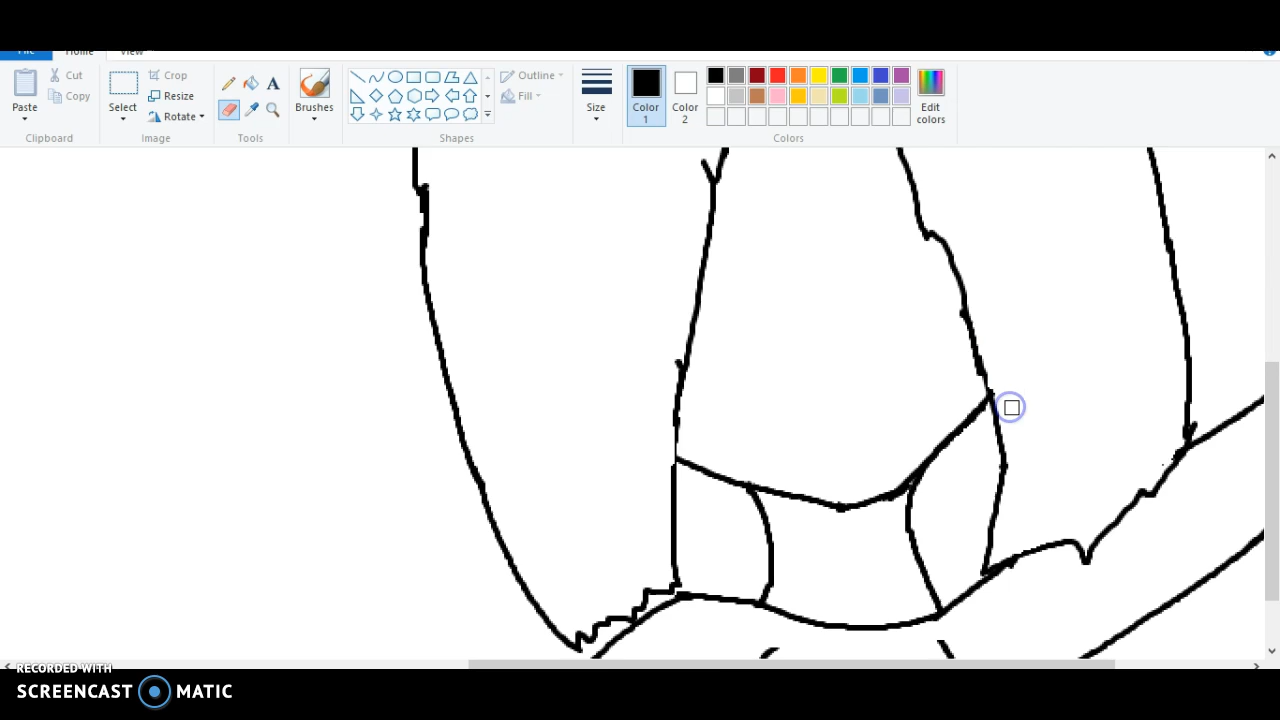 File Home View
Paste
Cut
Copy
Clipboard
Select
Crop
Resize
Rotate
Image
A
Tools
Brushes
Outline
Fill
Shapes
Size
Color
1
Color
2
Edit
colors
Colors
RECORDED WITH
SCREENCAST MATIC